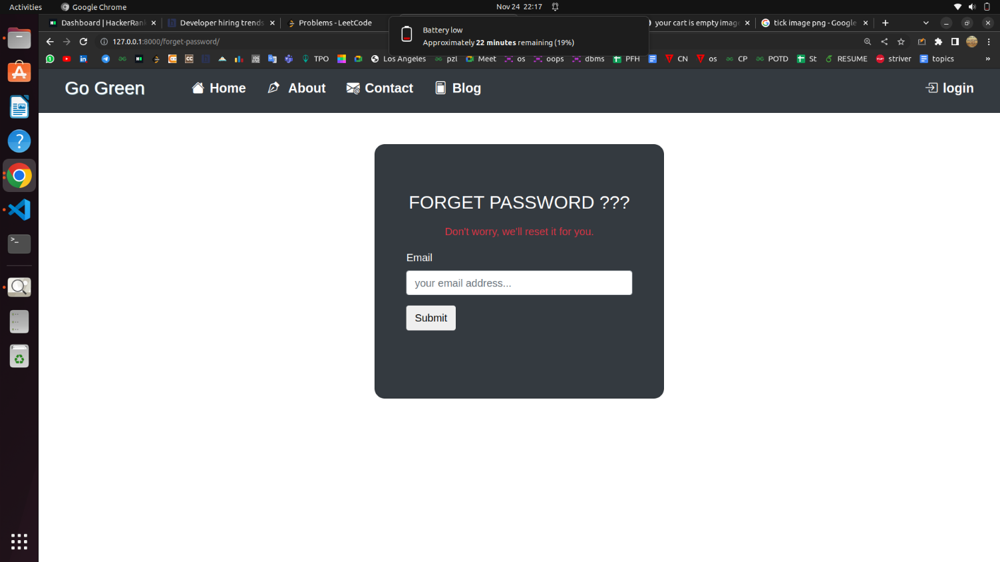 Activities Google Chrome Nov 24 22:17
Dashboard | HackerRan Developer hiring trends Problems - LeetCode your cart is empty image tick image png - Google
Battery low
Approximately 22 minutes remaining (19%)
127.0.0.1:8000/forget-password/
TPO Los Angeles pzl Meet os oops dbms PFH CN os CP POTD St RESUME striver topics »
Go Green Home About Contact Blog login
FORGET PASSWORD ???
Don't worry, we'll reset it for you.
Email
your email address...
Submit